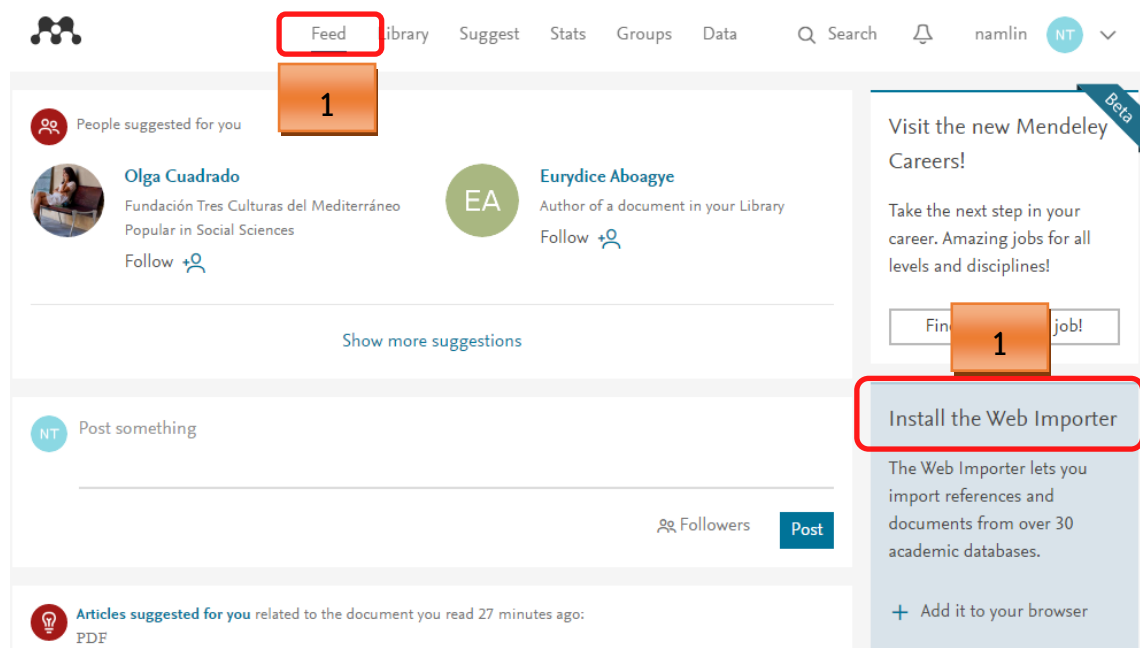 Feed Library Suggest Stats Groups Data Search namlin NT
1
People suggested for you
Olga Cuadrado
Fundación Tres Culturas del Mediterráneo
Popular in Social Sciences
Follow
EA
Eurydice Aboagye
Author of a document in your Library
Follow
Show more suggestions
NT
Post something
Followers
Post
Articles suggested for you related to the document you read 27 minutes ago:
PDF
Beta
Visit the new Mendeley
Careers!
Take the next step in your
career. Amazing jobs for all
levels and disciplines!
job!
1
Install the Web Importer
The Web Importer lets you
import references and
documents from over 30
academic databases.
+ Add it to your browser